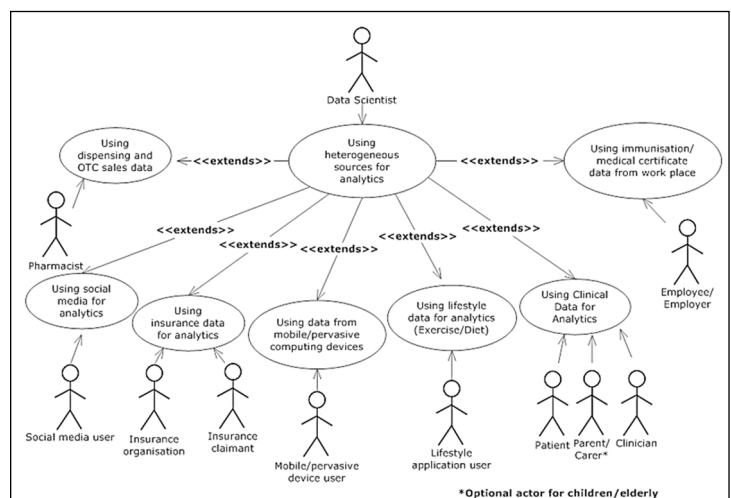 Data Scientist
Using
dispensing and
OTC sales data
<<extends>>
Using
heterogeneous
sources for
analytics
<<extends>>
Using immunisation/
medical certificate
data from work place
Pharmacist
<<extends>>
<<extends>>
<<extends>>
<<extends>>
<<extends>>
Employee/
Employer
Using social
media for
analytics
Using
insurance data
for analytics
Using data from
mobile/pervasive
computing devices
Using lifestyle
data for analytics
(Exercise/Diet)
Using Clinical
Data for
Analytics
Social media user
Insurance
organisation
Insurance
claimant
Mobile/pervasive
device user
Lifestyle
application user
Patient
Parent/
Carer*
Clinician
*Optional actor for children/elderly